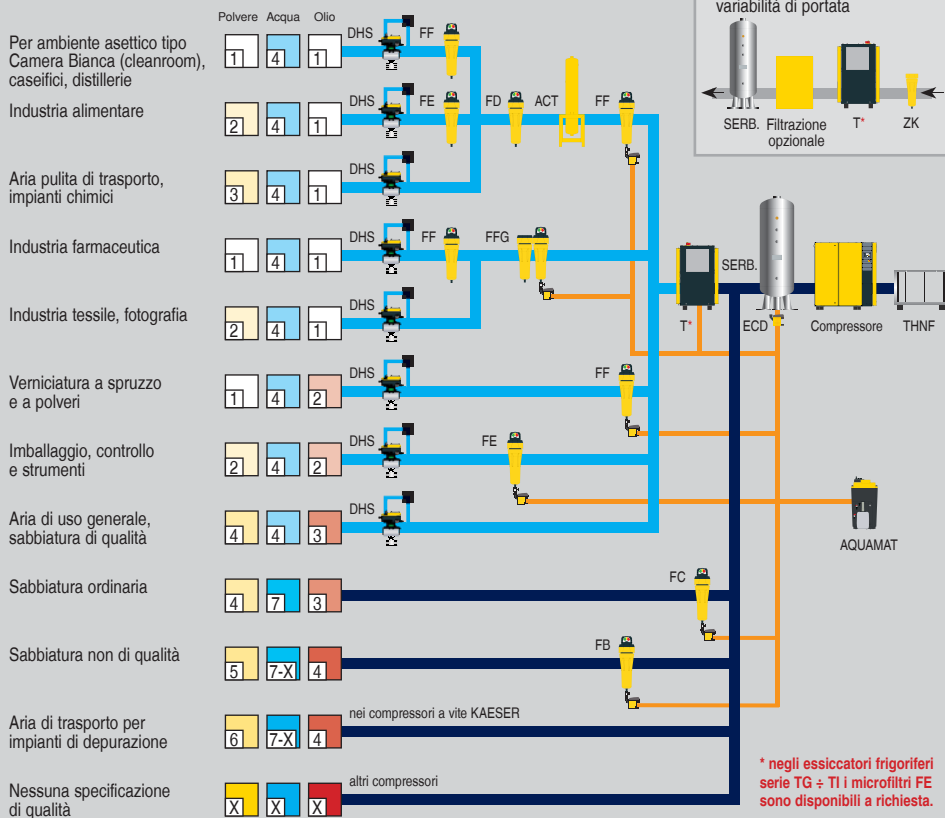 variabilità di portata
SERB. Filtrazione opzionale T* ZK
Polvere Acqua Olio
Per ambiente asettico tipo
Camera Bianca (cleanroom),
caseifici, distillerie
1 4 1 DHS FF
Industria alimentare
2 4 1 DHS FE FD ACT FF
Aria pulita di trasporto,
impianti chimici
3 4 1 DHS
Industria farmaceutica
1 4 1 DHS FF FFG
SERB.
T* ECD Compressore THNF
Industria tessile, fotografia
2 4 1 DHS
Verniciatura a spruzzo
e a polveri
1 4 2 DHS FF
Imballaggio, controllo
e strumenti
2 4 2 DHS FE
AQUAMAT
Aria di uso generale,
sabbiatura di qualità
4 4 3 DHS
Sabbiatura ordinaria
4 7 3 FC
Sabbiatura non di qualità
5 7-X 4 FB
Aria di trasporto per
impianti di depurazione
6 7-X 4 nei compressori a vite KAESER
Nessuna specificazione
di qualità
X X X altri compressori
* negli essiccatori frigoriferi
serie TG ÷ TI i microfiltri FE
sono disponibili a richiesta.